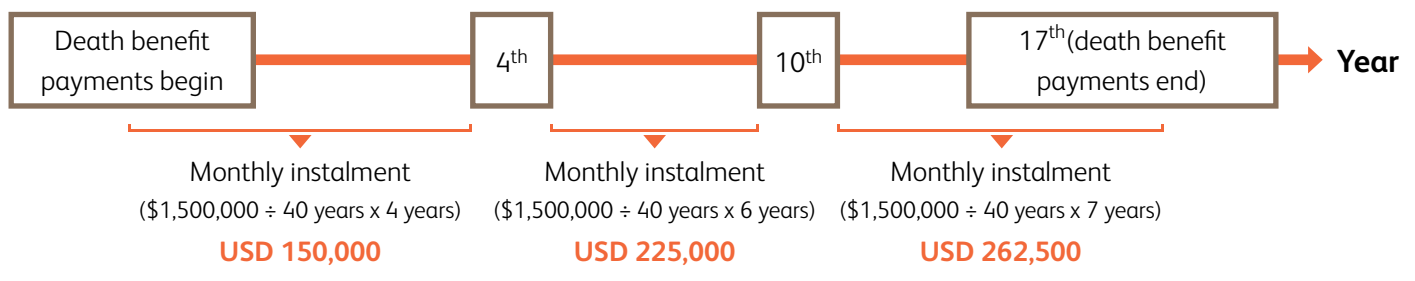 Death benefit
payments begin
4th
10th
17th(death benefit
payments end)
Year
Monthly instalment
($1,500,000 ÷ 40 years x 4 years)
USD 150,000
Monthly instalment
($1,500,000 ÷ 40 years x 6 years)
USD 225,000
Monthly instalment
($1,500,000 ÷ 40 years x 7 years)
USD 262,500